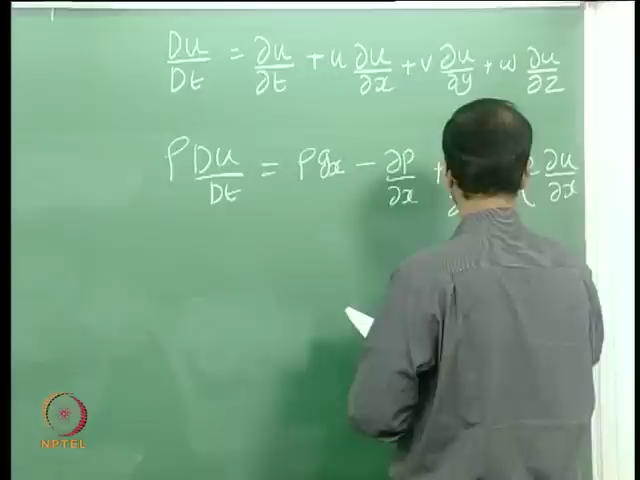 Du/Dt = ∂u/∂t + u ∂u/∂x + v ∂u/∂y + w ∂u/∂z
ρ Du/Dt = ρgx − ∂P/∂x + ∂u/∂x
NPTEL